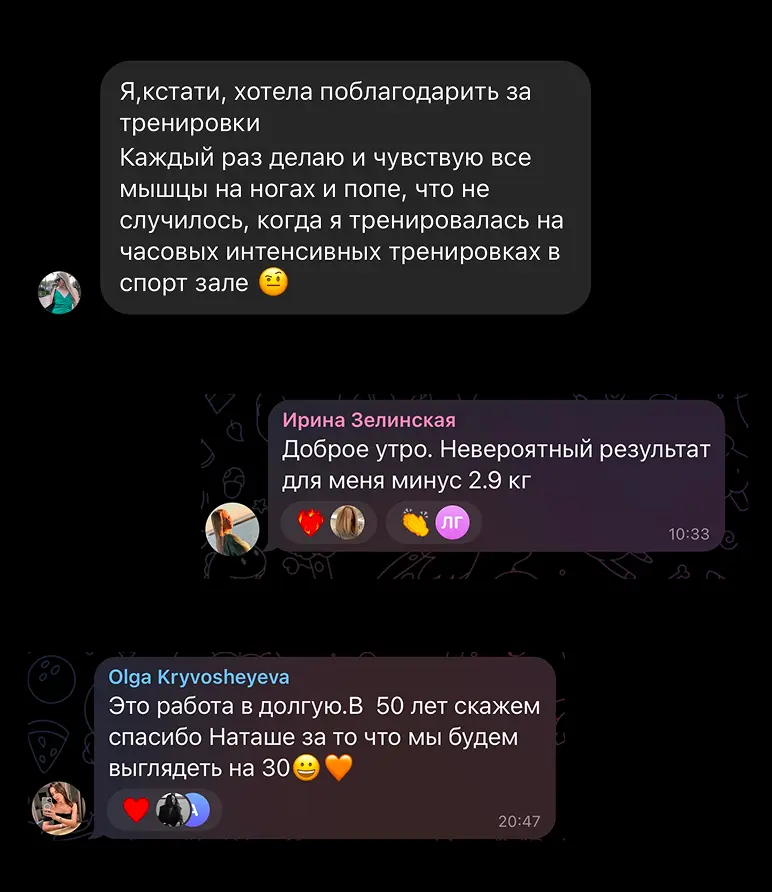 Я,кстати, хотела поблагодарить за
тренировки
Каждый раз делаю и чувствую все
мышцы на ногах и попе, что не
случилось, когда я тренировалась на
часовых интенсивных тренировках в
спорт зале 🤨
Ирина Зелинская
Доброе утро. Невероятный результат
для меня минус 2.9 кг
ЛГ
10:33
Olga Kryvosheyeva
Это работа в долгую.В  50 лет скажем
спасибо Наташе за то что мы будем
выглядеть на 30😀🧡
20:47